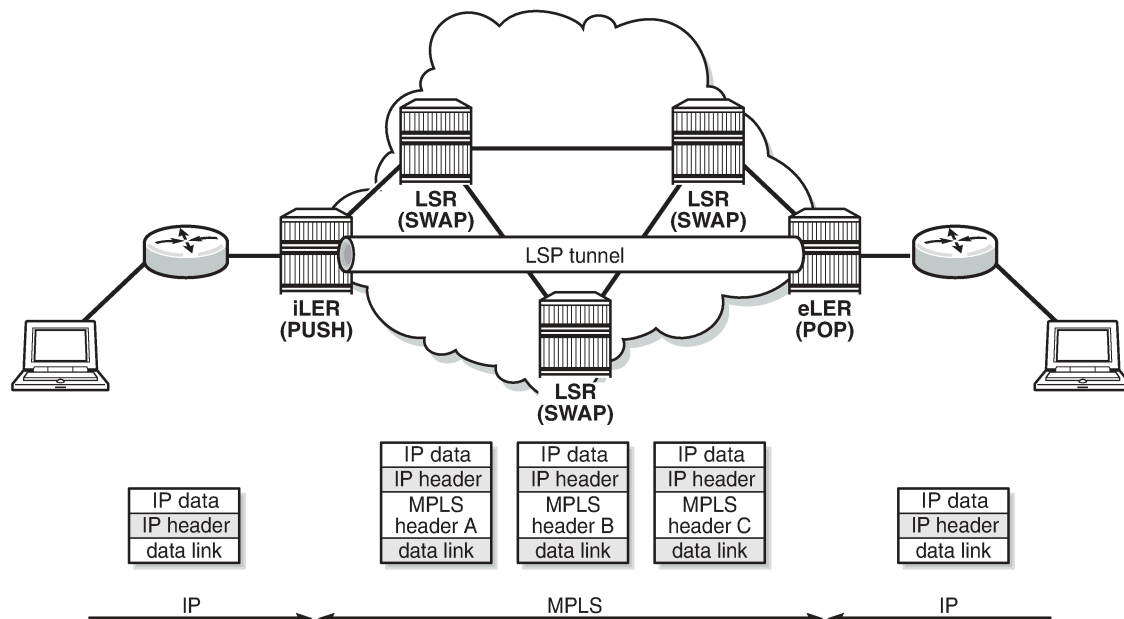 LSR
(SWAP)
LSR
(SWAP)
LSP tunnel
iLER
(PUSH)
eLER
(POP)
LSR
(SWAP)
IP data
IP header
MPLS
header A
data link
IP data
IP header
MPLS
header B
data link
IP data
IP header
MPLS
header C
data link
IP data
IP header
data link
IP data
IP header
data link
IP
MPLS
IP